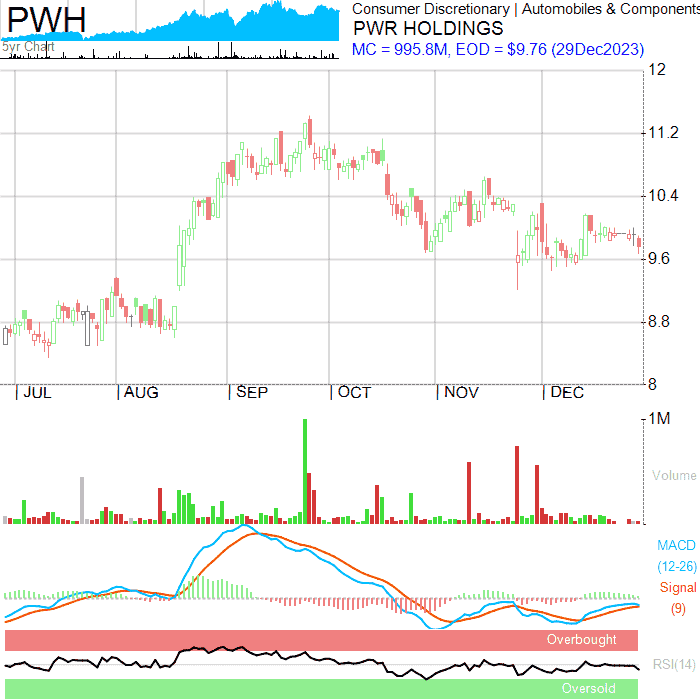 PWH
5yr Chart
Consumer Discretionary | Automobiles & Components
PWR HOLDINGS
MC = 995.8M, EOD = $9.76 (29Dec2023)
12
11.2
10.4
9.6
8.8
8
JUL AUG SEP OCT NOV DEC
1M
Volume
MACD
(12-26)
Signal
(9)
Overbought
RSI(14)
Oversold